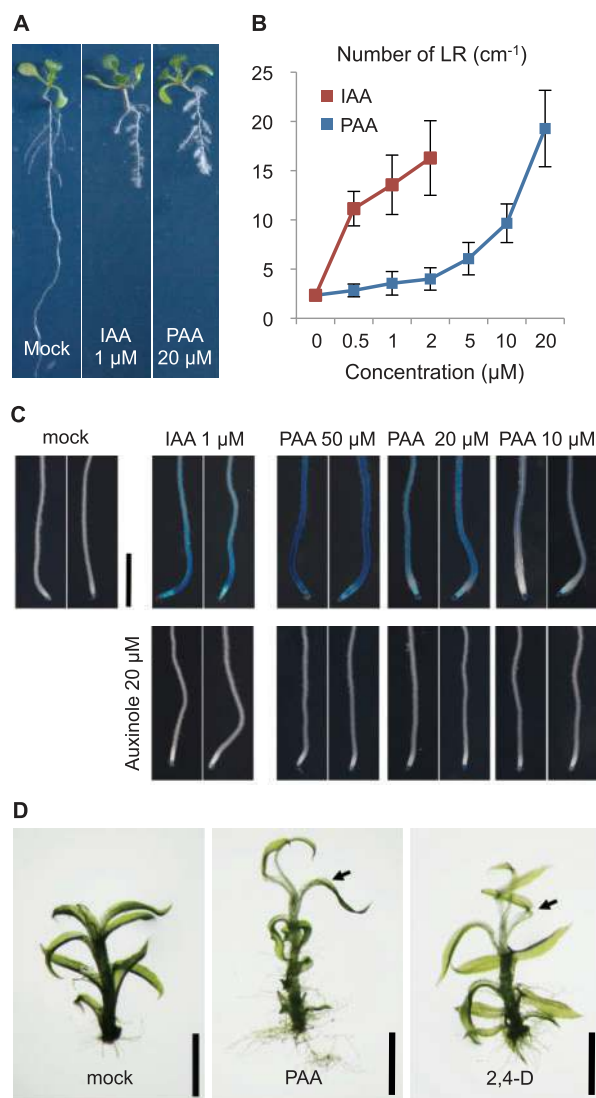 A
B
Mock
IAA
1 µM
PAA
20 µM
Number of LR (cm⁻¹)
IAA
PAA
25
20
15
10
5
0
0 0.5 1 2 5 10 20
Concentration (µM)
C
mock IAA 1 µM PAA 50 µM PAA 20 µM PAA 10 µM
Auxinole 20 µM
D
mock
PAA
2,4-D